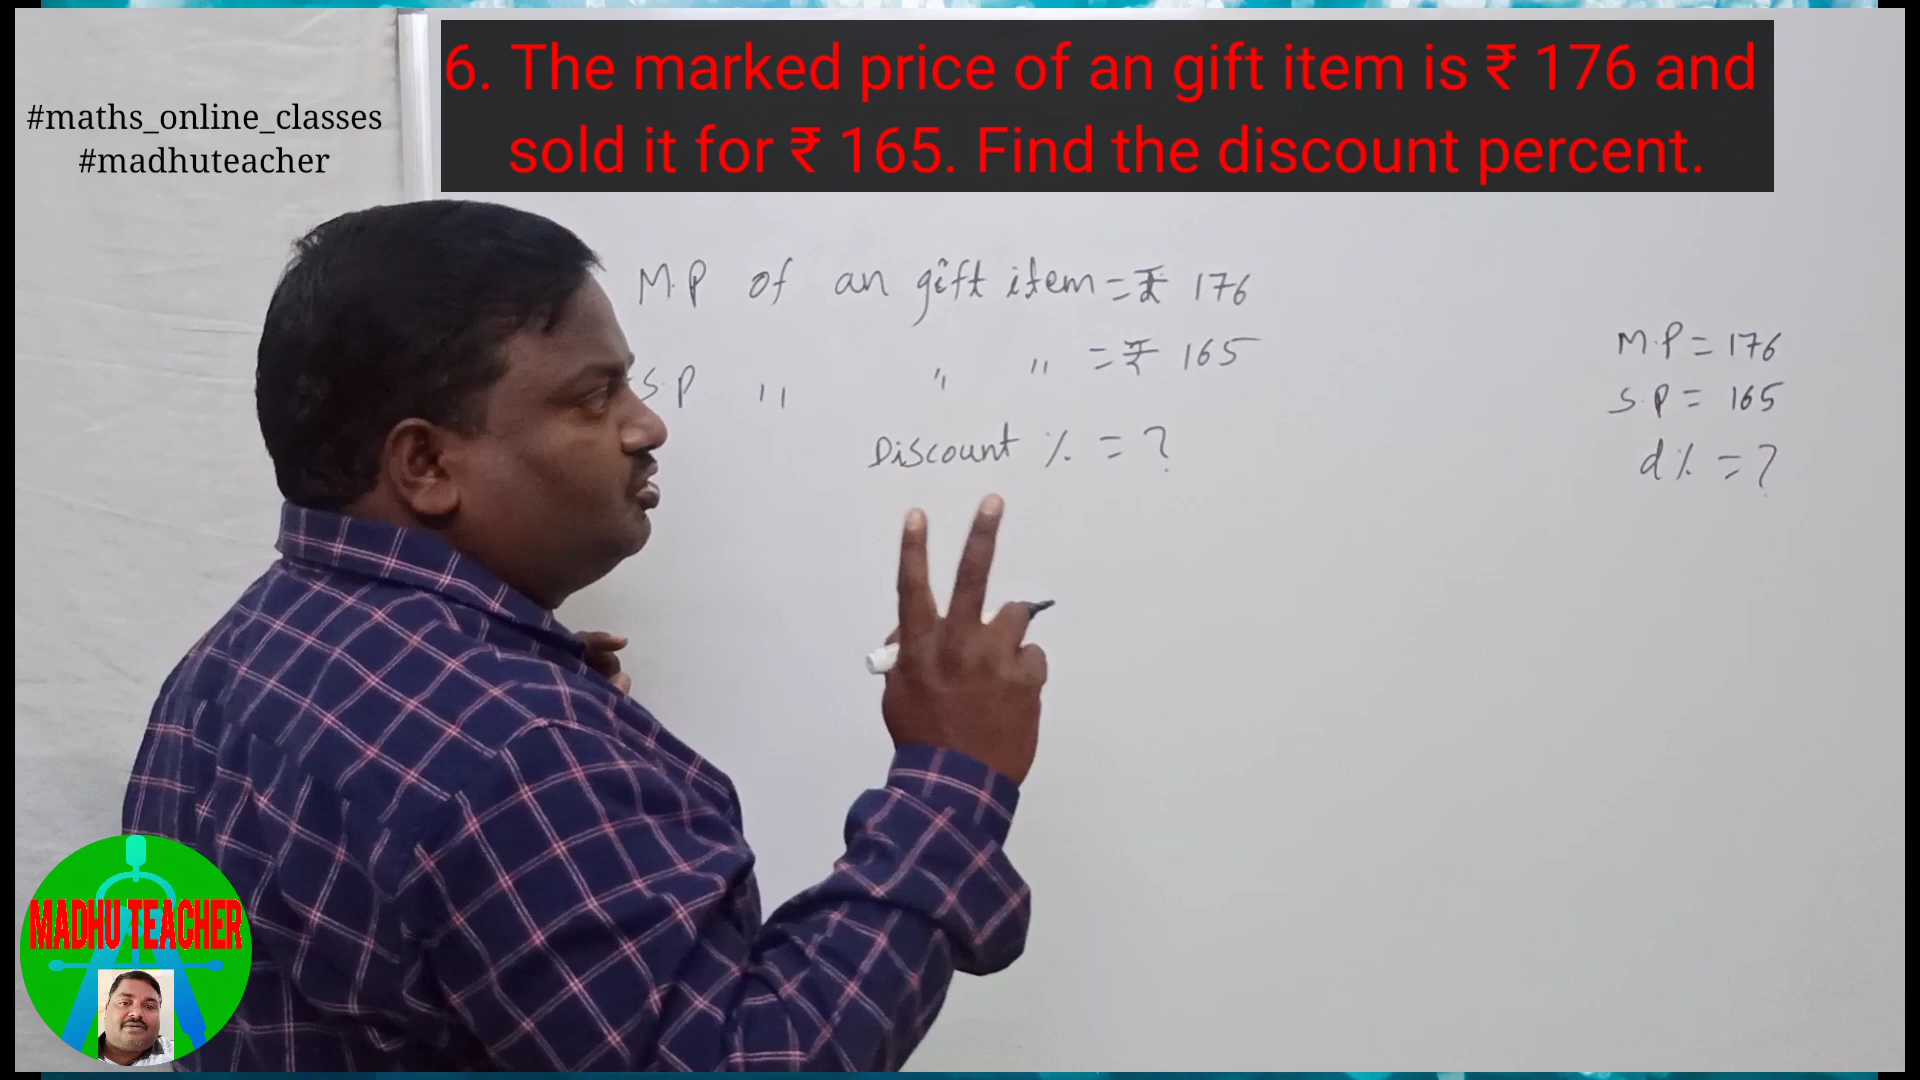 6. The marked price of an gift item is ₹ 176 and
sold it for ₹ 165. Find the discount percent.
#maths_online_classes
#madhuteacher
M.P of an gift item = ₹ 176
S.P " " " = ₹ 165
Discount % = ?
M.P = 176
S.P = 165
d% = ?
MADHU TEACHER